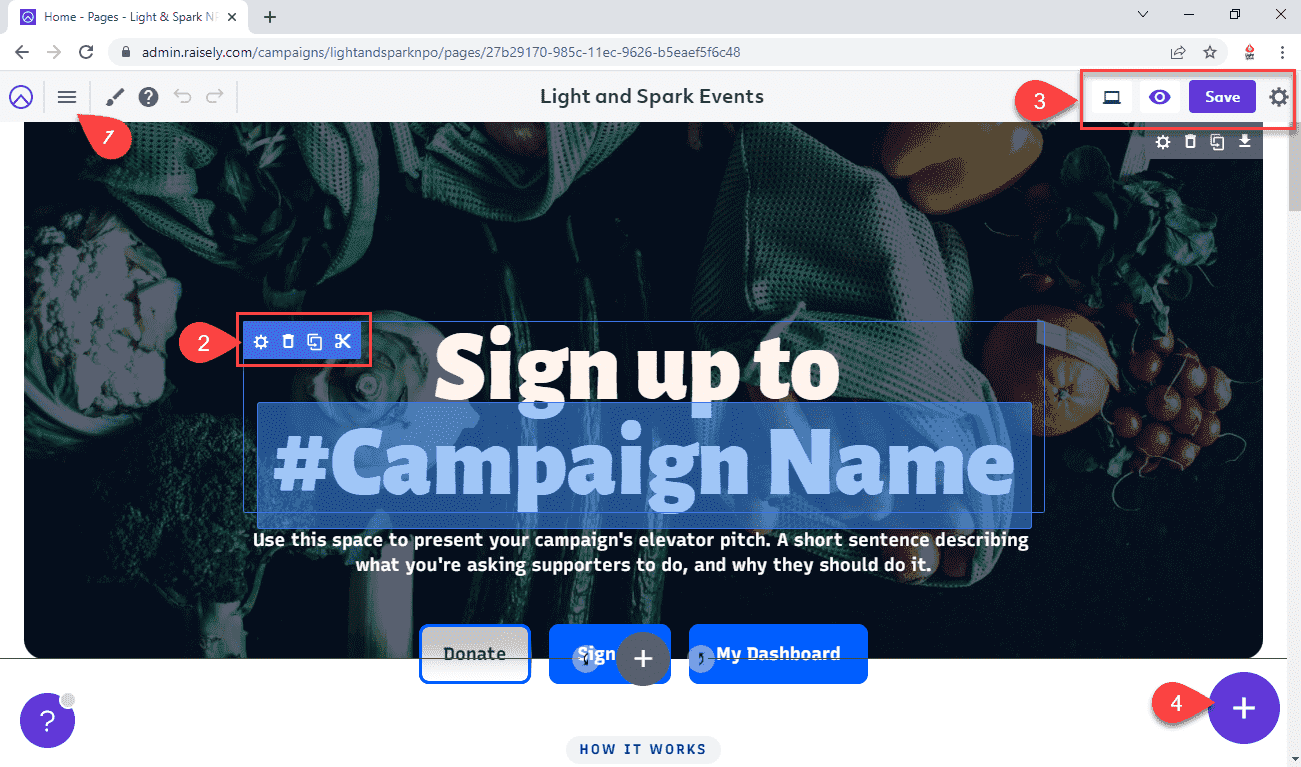 Home - Pages - Light & Spark NP
admin.raisely.com/campaigns/lightandsparknpo/pages/27b29170-985c-11ec-9626-b5eaef5f6c48
Light and Spark Events
3
Save
1
2
Sign up to
#Campaign Name
Use this space to present your campaign's elevator pitch. A short sentence describing
what you're asking supporters to do, and why they should do it.
Donate
Sign
My Dashboard
4
?
HOW IT WORKS